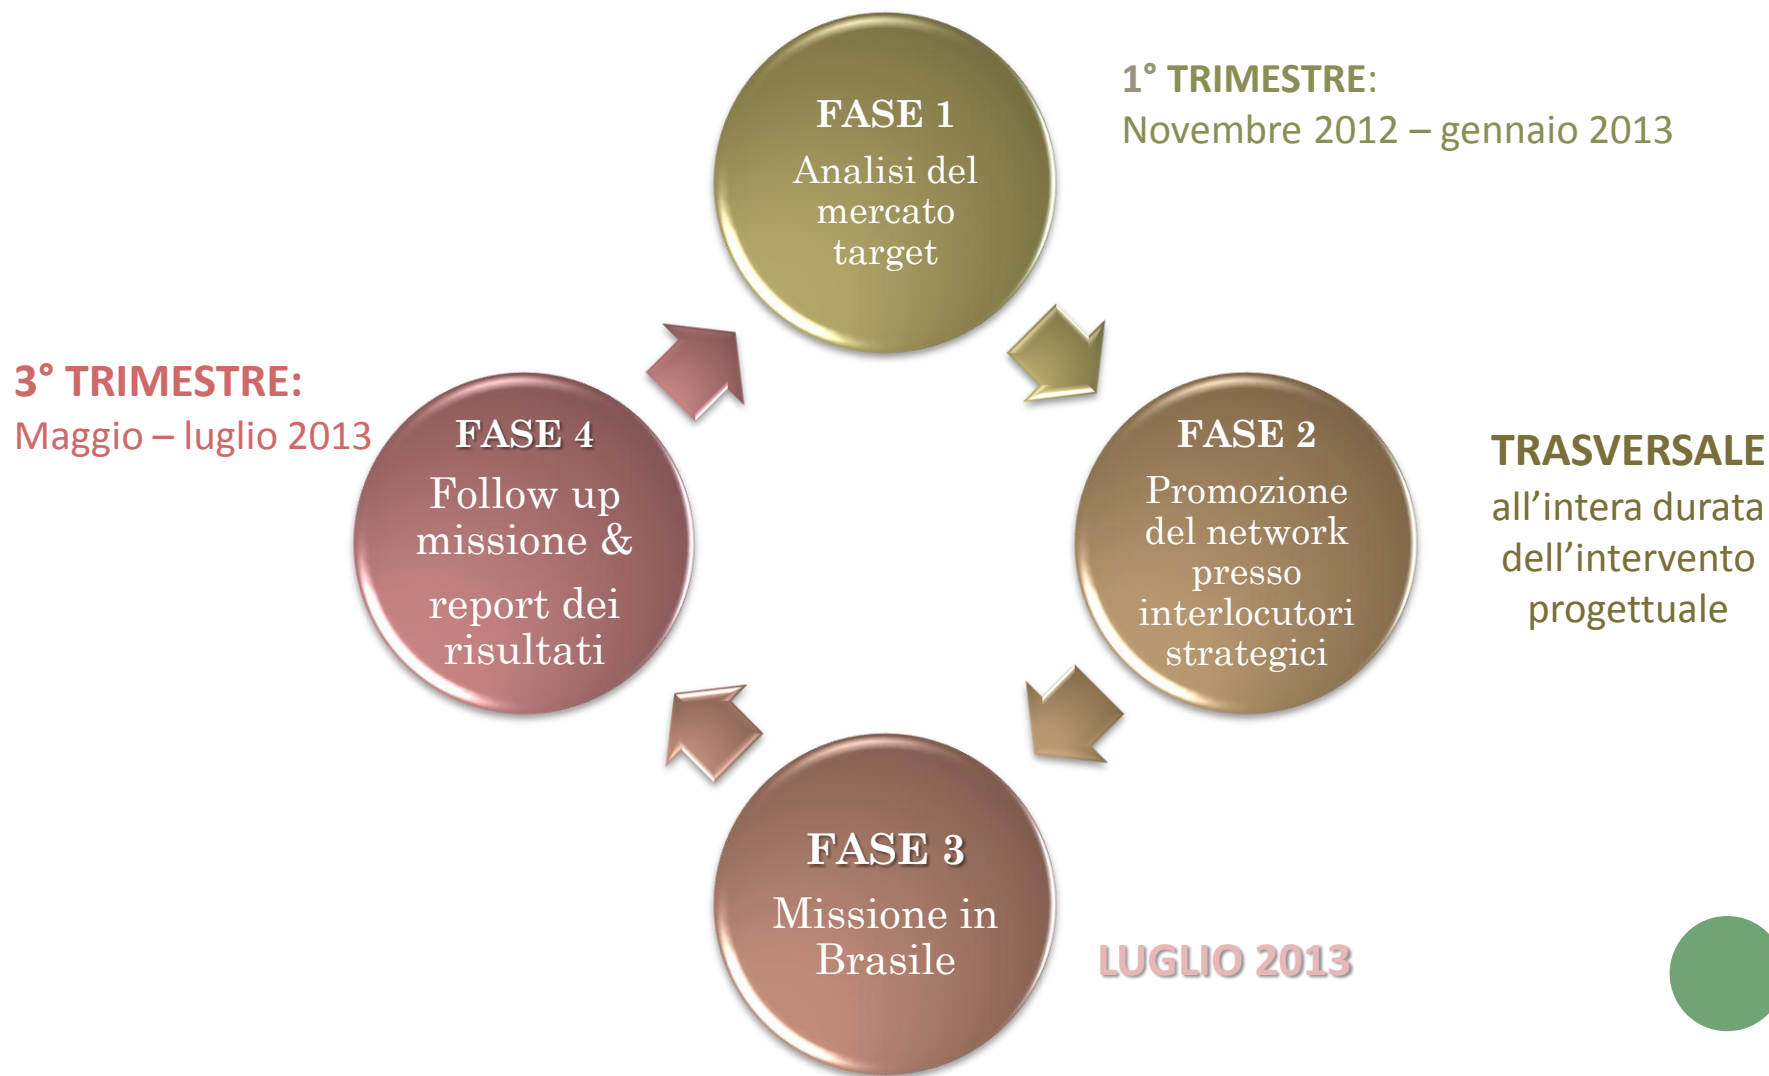 FASE 1
Analisi del
mercato
target
1° TRIMESTRE:
Novembre 2012 – gennaio 2013
FASE 2
Promozione
del network
presso
interlocutori
strategici
TRASVERSALE
all’intera durata
dell’intervento
progettuale
FASE 3
Missione in
Brasile
LUGLIO 2013
3° TRIMESTRE:
Maggio – luglio 2013
FASE 4
Follow up
missione &
report dei
risultati